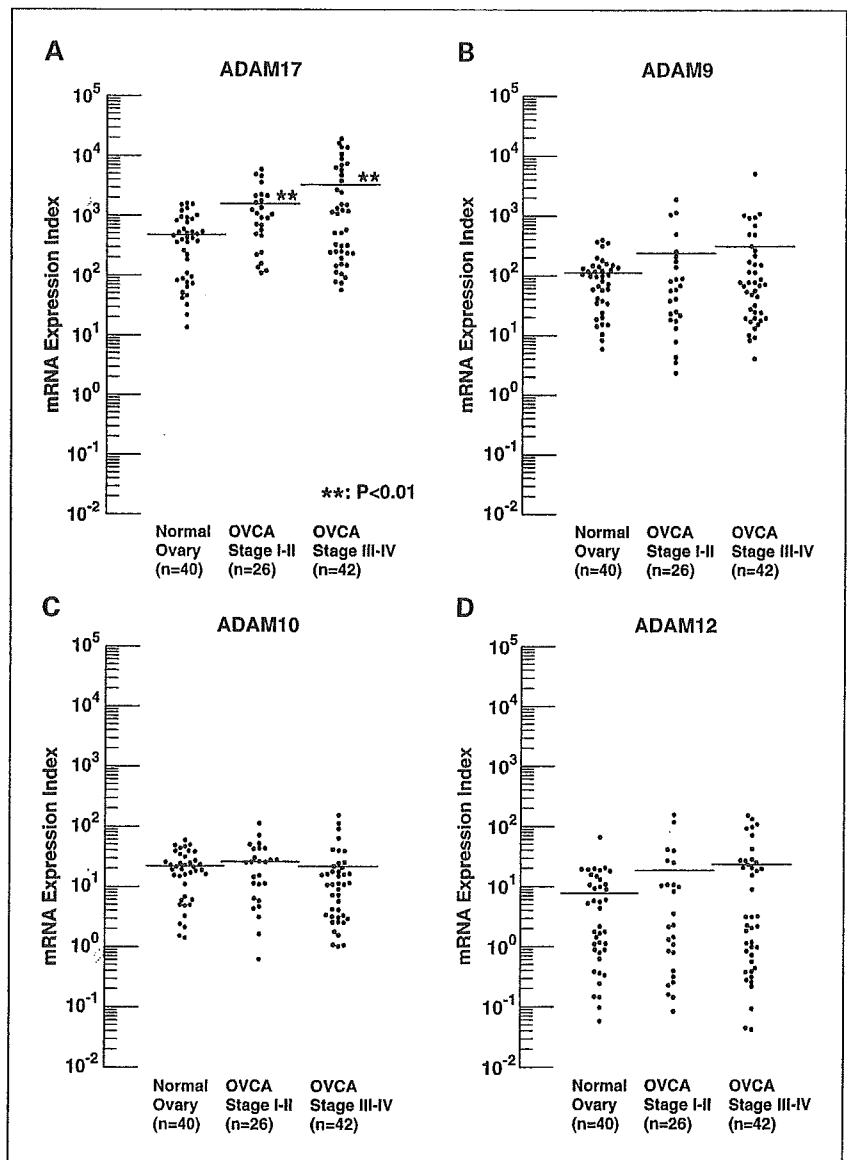 A
ADAM17
mRNA Expression Index
10^5
10^4
10^3
10^2
10^1
10^0
10^-1
10^-2
**
**
**: P<0.01
Normal Ovary (n=40)
OVCA Stage I-II (n=26)
OVCA Stage III-IV (n=42)
B
ADAM9
mRNA Expression Index
10^5
10^4
10^3
10^2
10^1
10^0
10^-1
10^-2
Normal Ovary (n=40)
OVCA Stage I-II (n=26)
OVCA Stage III-IV (n=42)
C
ADAM10
mRNA Expression Index
10^5
10^4
10^3
10^2
10^1
10^0
10^-1
10^-2
Normal Ovary (n=40)
OVCA Stage I-II (n=26)
OVCA Stage III-IV (n=42)
D
ADAM12
mRNA Expression Index
10^5
10^4
10^3
10^2
10^1
10^0
10^-1
10^-2
Normal Ovary (n=40)
OVCA Stage I-II (n=26)
OVCA Stage III-IV (n=42)